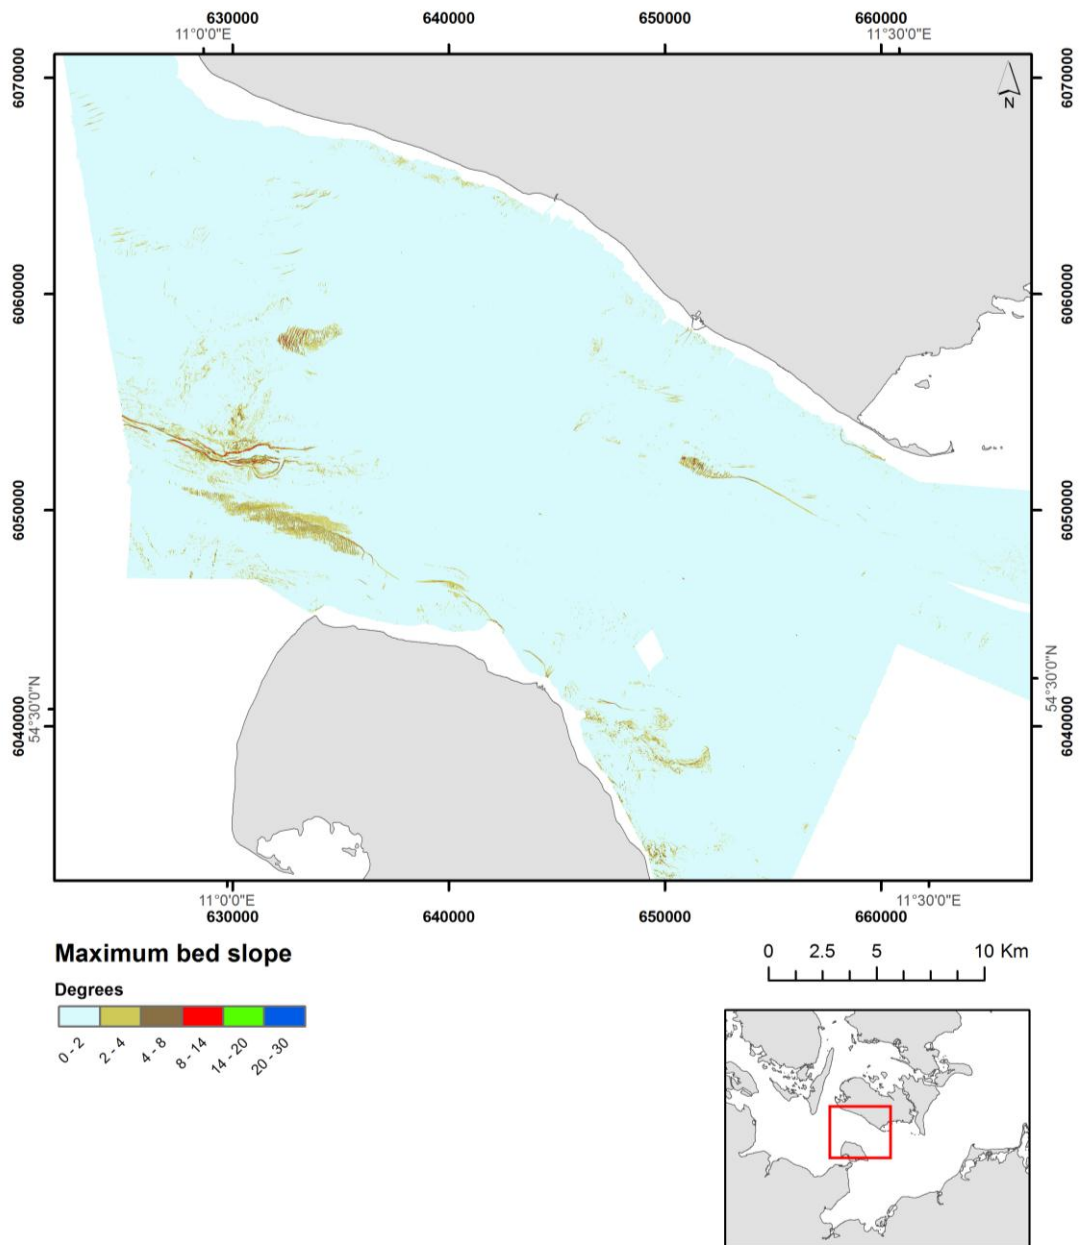 630000 640000 650000 660000
11°0'0"E 11°30'0"E
6070000 6070000
N
6060000 6060000
6050000 6050000
54°30'0"N 54°30'0"N
6040000 6040000
11°0'0"E 11°30'0"E
630000 640000 650000 660000
Maximum bed slope
0 2.5 5 10 Km
Degrees
0 - 2 2 - 4 4 - 8 8 - 14 14 - 20 20 - 30